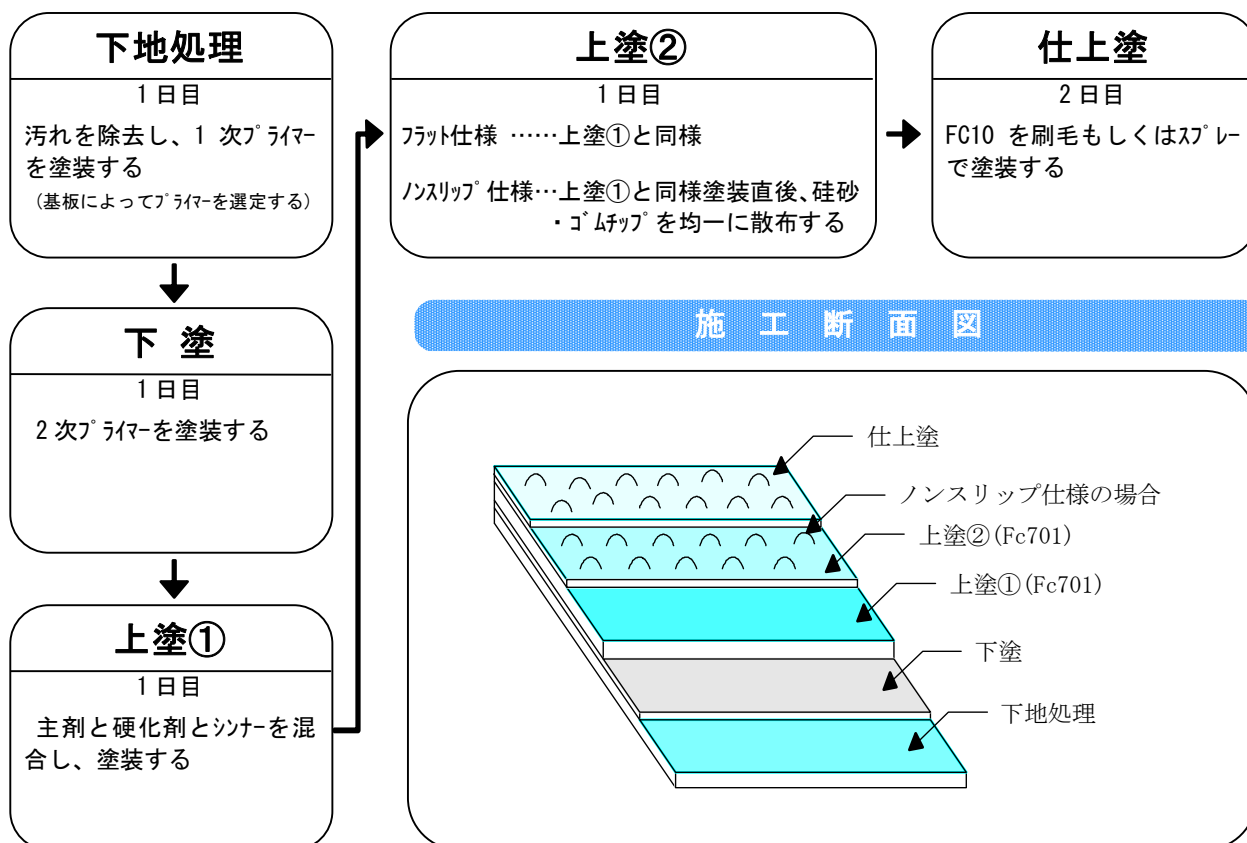 下地処理
1日目
汚れを除去し、1 次ﾌﾟﾗｲﾏｰ
を塗装する
(基板によってﾌﾟﾗｲﾏｰを選定する)
下 塗
1日目
2次ﾌﾟﾗｲﾏｰを塗装する
上塗①
1日目
主剤と硬化剤とｼﾝﾅｰを混
合し、塗装する
上塗②
1日目
ﾌﾗｯﾄ仕様 ……上塗①と同様
ﾉﾝｽﾘｯﾌﾟ仕様…上塗①と同様塗装直後、硅砂
・ｺﾞﾑﾁｯﾌﾟを均一に散布する
仕上塗
2日目
FC10 を刷毛もしくはｽﾌﾟﾚｰ
で塗装する
施 工 断 面 図
仕上塗
ノンスリップ仕様の場合
上塗②(Fc701)
上塗①(Fc701)
下塗
下地処理